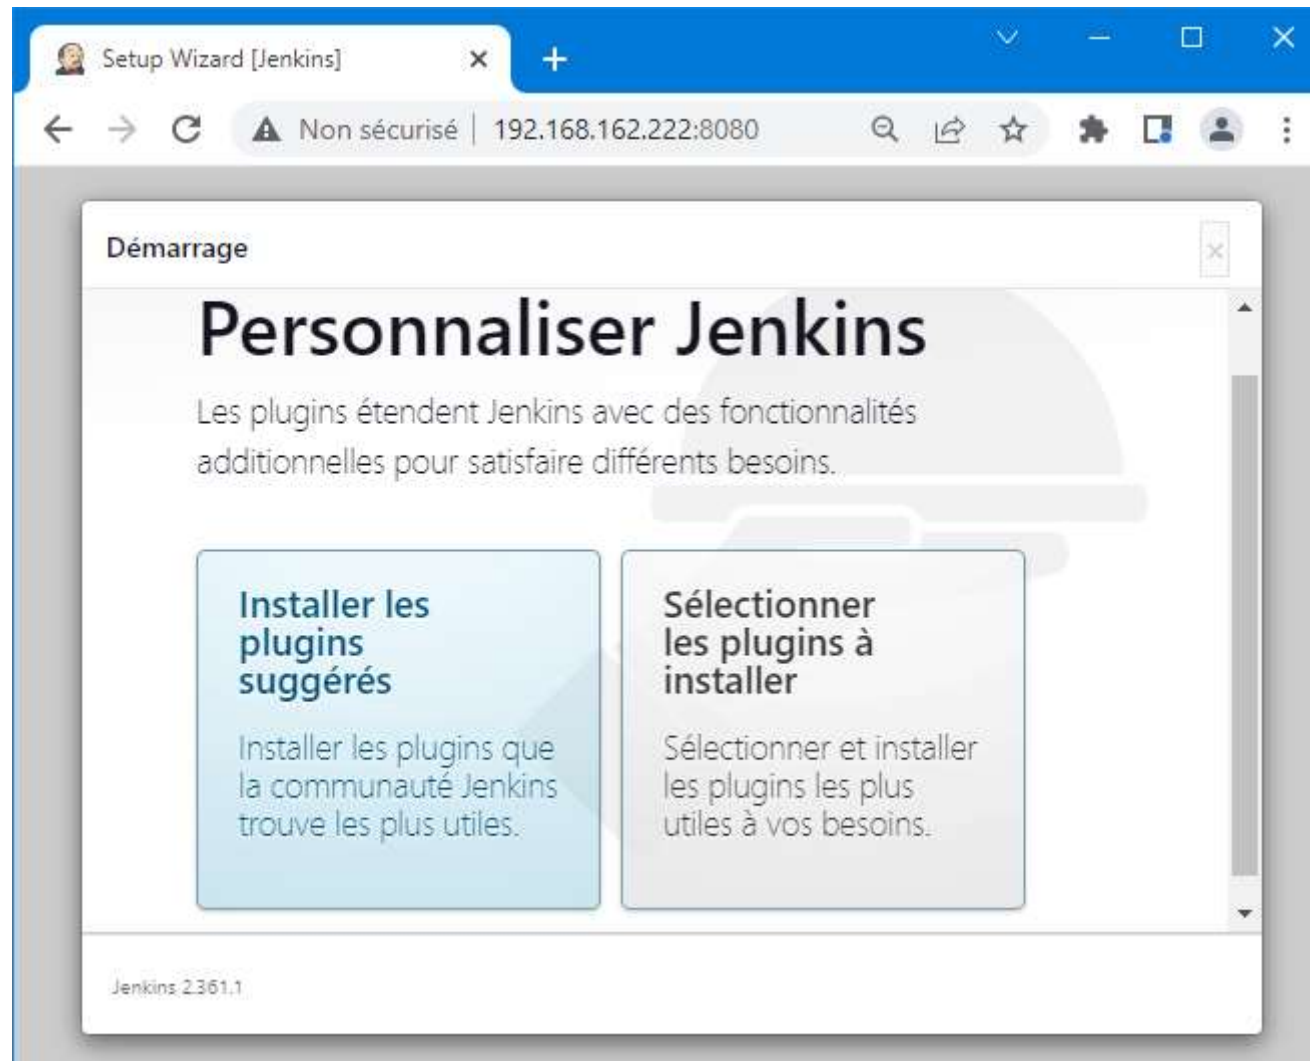 Setup Wizard [Jenkins]
Non sécurisé | 192.168.162.222:8080
Démarrage
Personnaliser Jenkins
Les plugins étendent Jenkins avec des fonctionnalités
additionnelles pour satisfaire différents besoins.
Installer les
plugins
suggérés
Installer les plugins que
la communauté Jenkins
trouve les plus utiles.
Sélectionner
les plugins à
installer
Sélectionner et installer
les plugins les plus
utiles à vos besoins.
Jenkins 2.361.1